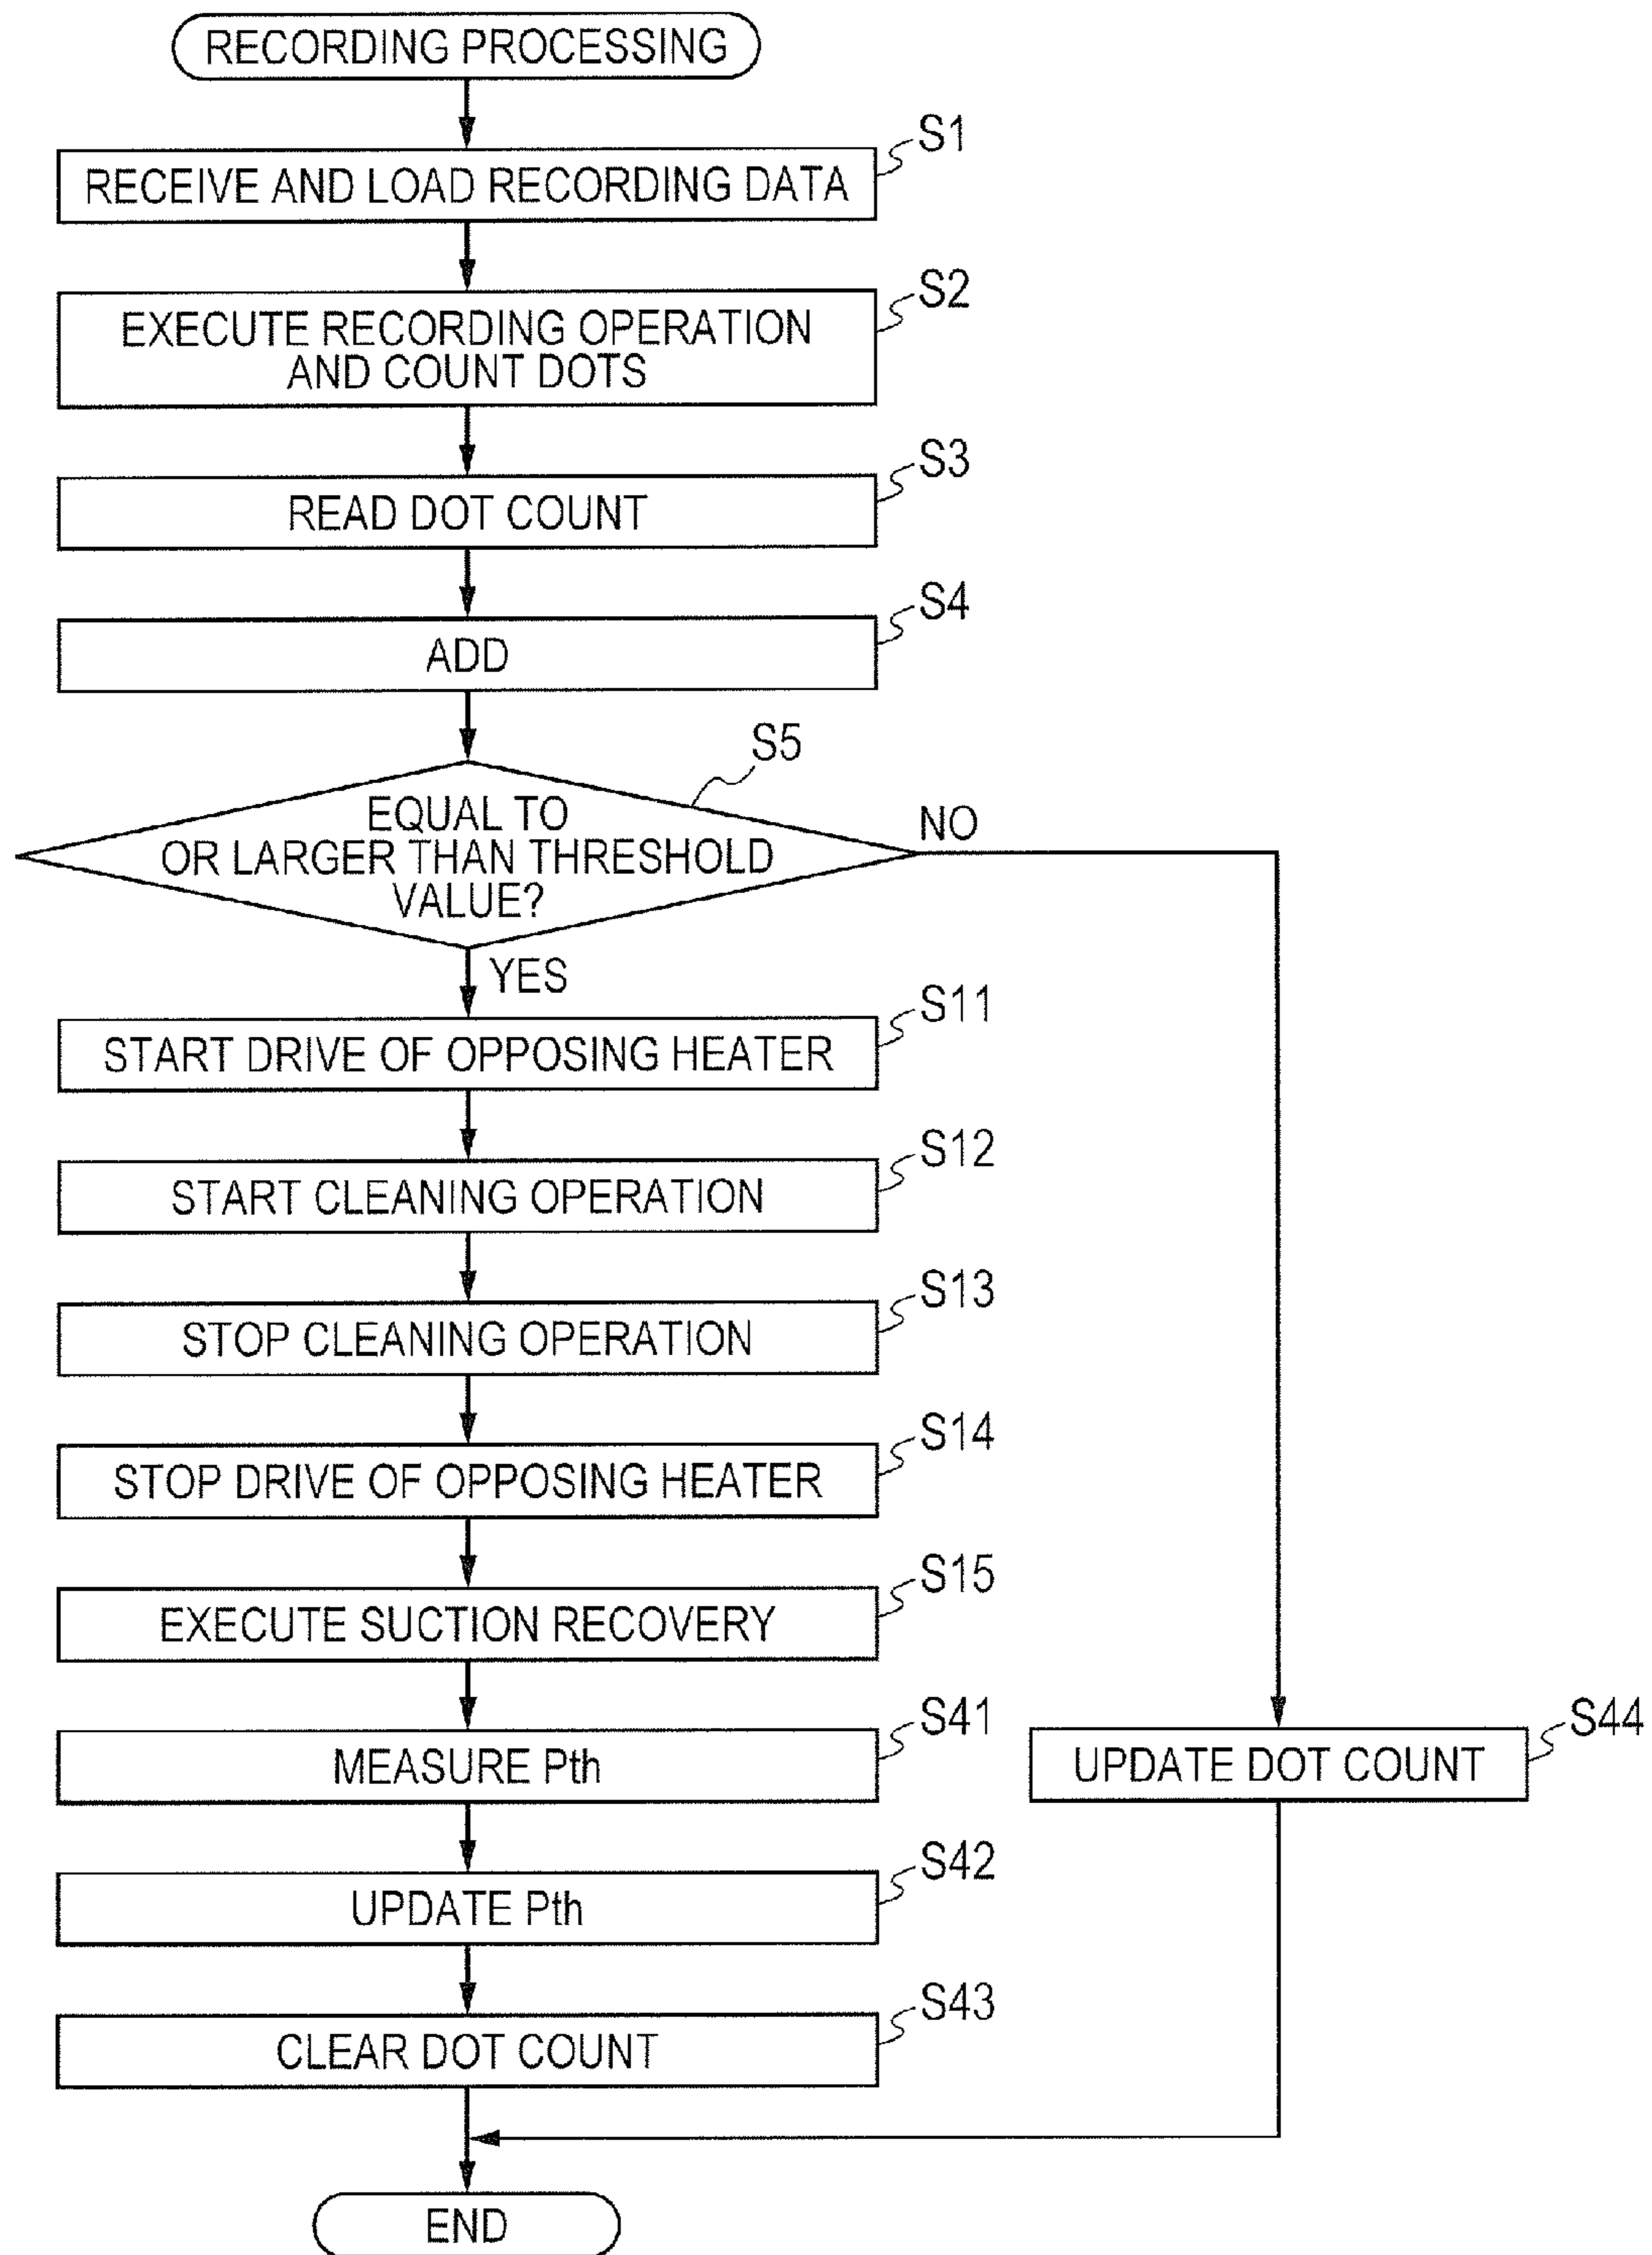 RECORDING PROCESSING
S1
RECEIVE AND LOAD RECORDING DATA
S2
EXECUTE RECORDING OPERATION
AND COUNT DOTS
S3
READ DOT COUNT
S4
ADD
S5
EQUAL TO
OR LARGER THAN THRESHOLD
VALUE?
NO
YES
S11
START DRIVE OF OPPOSING HEATER
S12
START CLEANING OPERATION
S13
STOP CLEANING OPERATION
S14
STOP DRIVE OF OPPOSING HEATER
S15
EXECUTE SUCTION RECOVERY
S41
MEASURE Pth
S44
UPDATE DOT COUNT
S42
UPDATE Pth
S43
CLEAR DOT COUNT
END